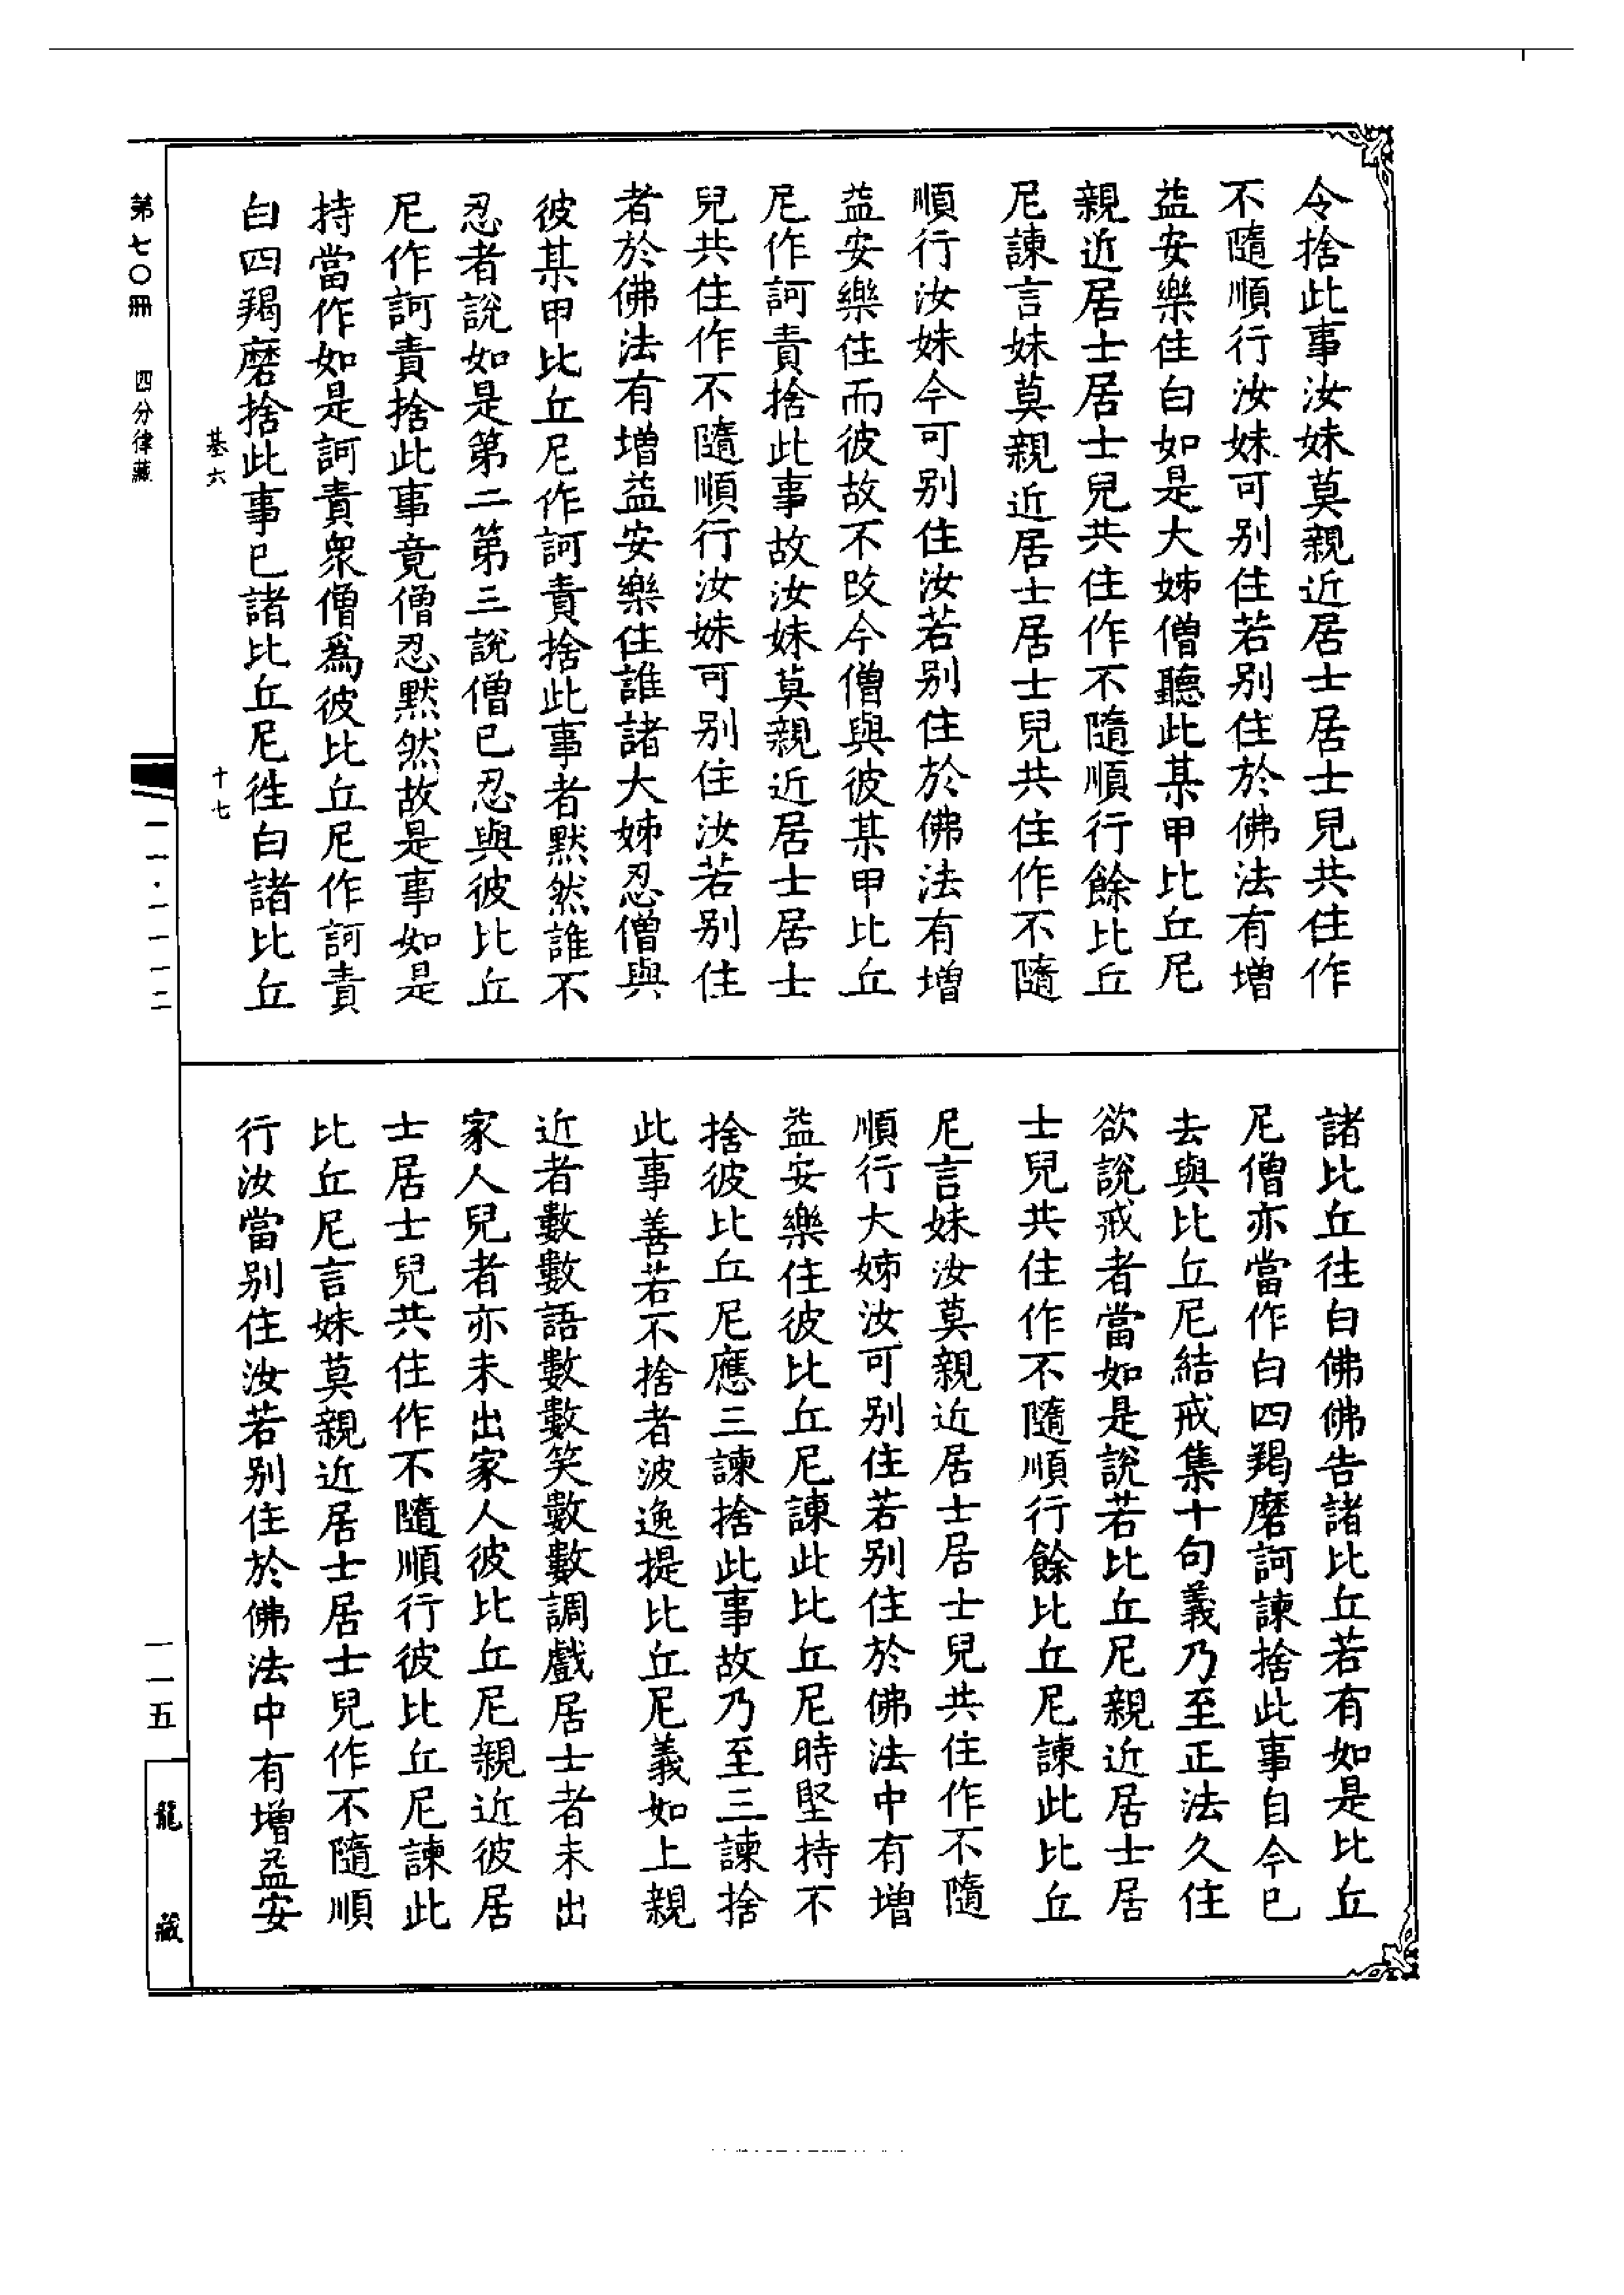 令捨此事汝妹莫親近居士居士兒共住作
不隨順行汝妹可别住若别住於佛法有增
益安樂住白如是大姊僧聽此某甲比丘尼
親近居士居士兒共住作不隨順行餘比丘
尼諫言妹莫親近居士居士兒共住作不隨
順行汝妹今可别住汝若别住於佛法有增
益安樂住而彼故不改今僧與彼某甲比丘
尼作訶責捨此事故汝妹莫親近居士居士
兒共住作不隨順行汝妹可别住汝若别住
者於佛法有增益安樂住誰諸大姊忍僧與
彼某甲比丘尼作訶責捨此事者默然誰不
忍者說如是第二第三說僧已忍與彼比丘
尼作訶責捨此事竟僧忍默然故是事如是
持當作如是訶責衆僧爲彼比丘尼作訶責
白四羯磨捨此事已諸比丘尼徃白諸比丘
諸比丘往白佛佛告諸比丘若有如是比丘
尼僧亦當作白四羯磨訶諫捨此事自今已
去與比丘尼結戒集十句義乃至正法久住
欲說戒者當如是說若比丘尼親近居士居
士兒共住作不隨順行餘比丘尼諫此比丘
尼言妹汝莫親近居士居士兒共住作不隨
順行大姊汝可别住若别住於佛法中有增
益安樂住彼比丘尼諫此比丘尼時堅持不
捨彼比丘尼應三諫捨此事故乃至三諫捨
此事善若不捨者波逸提比丘尼義如上親
近者數數語數數笑數數調戲居士者未出
家人兒者亦未出家人彼比丘尼親近彼居
士居士兒共住作不隨順行彼比丘尼諫此
比丘尼言妹莫親近居士居士兒作不隨順
行汝當别住汝若别住於佛法中有增益安
基六 十七
第七〇冊 四分律藏 一一·一一一二 一一五 龍藏